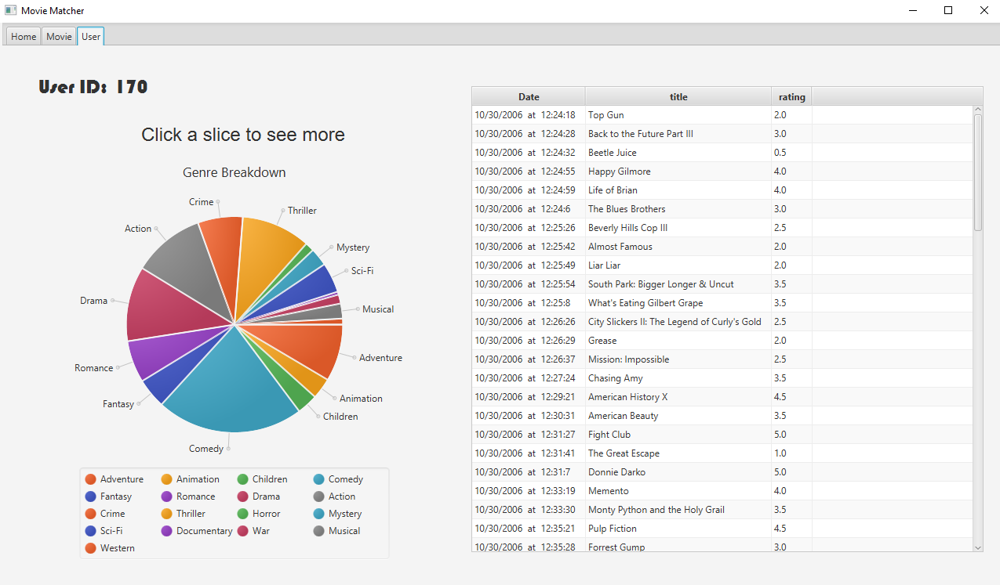 Movie Matcher
Home Movie User
User ID: 170
Click a slice to see more
Genre Breakdown
Crime
Thriller
Action
Mystery
Sci-Fi
Drama
Musical
Adventure
Romance
Animation
Fantasy
Children
Comedy
Adventure Animation Children Comedy
Fantasy Romance Drama Action
Crime Thriller Horror Mystery
Sci-Fi Documentary War Musical
Western
Date title rating
10/30/2006 at 12:24:18 Top Gun 2.0
10/30/2006 at 12:24:28 Back to the Future Part III 3.0
10/30/2006 at 12:24:32 Beetle Juice 0.5
10/30/2006 at 12:24:55 Happy Gilmore 4.0
10/30/2006 at 12:24:59 Life of Brian 4.0
10/30/2006 at 12:24:6 The Blues Brothers 3.0
10/30/2006 at 12:25:26 Beverly Hills Cop III 2.5
10/30/2006 at 12:25:42 Almost Famous 2.0
10/30/2006 at 12:25:49 Liar Liar 2.0
10/30/2006 at 12:25:54 South Park: Bigger Longer & Uncut 3.5
10/30/2006 at 12:25:8 What's Eating Gilbert Grape 3.5
10/30/2006 at 12:26:26 City Slickers II: The Legend of Curly's Gold 2.5
10/30/2006 at 12:26:29 Grease 2.0
10/30/2006 at 12:26:37 Mission: Impossible 2.5
10/30/2006 at 12:27:24 Chasing Amy 3.5
10/30/2006 at 12:29:21 American History X 4.5
10/30/2006 at 12:30:31 American Beauty 3.5
10/30/2006 at 12:31:27 Fight Club 5.0
10/30/2006 at 12:31:41 The Great Escape 1.0
10/30/2006 at 12:31:7 Donnie Darko 5.0
10/30/2006 at 12:33:19 Memento 4.0
10/30/2006 at 12:33:30 Monty Python and the Holy Grail 3.5
10/30/2006 at 12:35:21 Pulp Fiction 4.5
10/30/2006 at 12:35:28 Forrest Gump 3.0